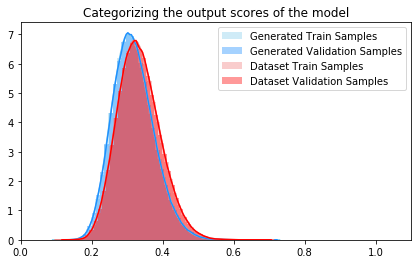 Categorizing the output scores of the model
Generated Train Samples
Generated Validation Samples
Dataset Train Samples
Dataset Validation Samples
7
6
5
4
3
2
1
0
0.0 0.2 0.4 0.6 0.8 1.0